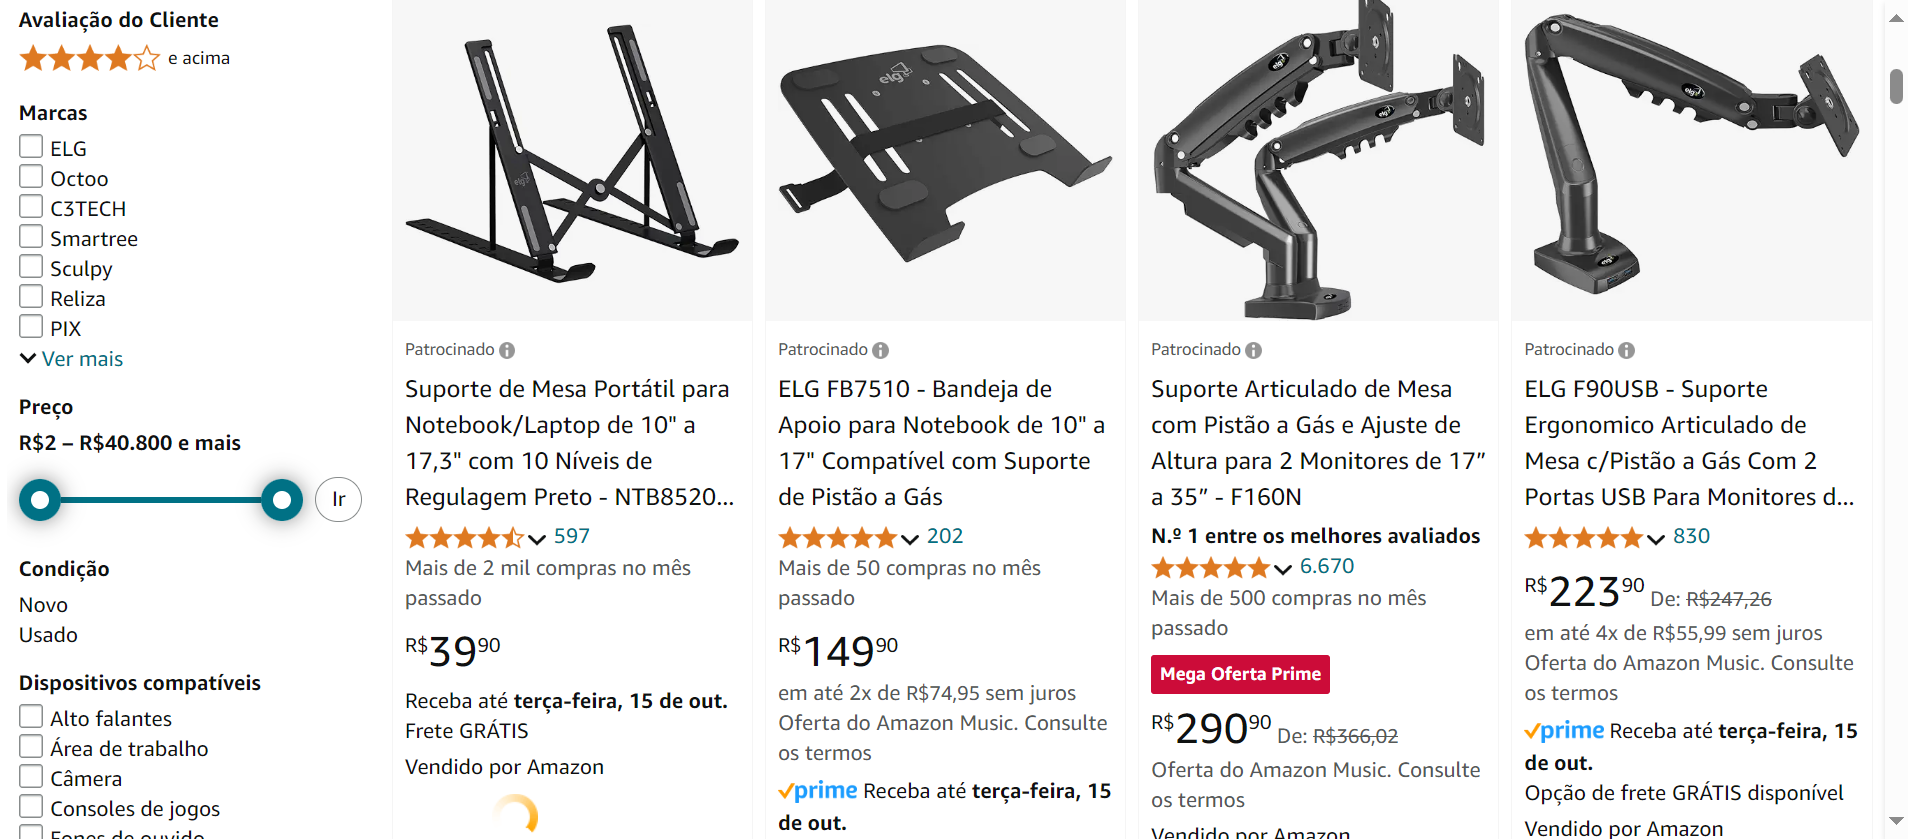 Avaliação do Cliente
e acima
Marcas
ELG
Octoo
C3TECH
Smartree
Sculpy
Reliza
PIX
Ver mais
Preço
R$2 – R$40.800 e mais
Ir
Condição
Novo
Usado
Dispositivos compatíveis
Alto falantes
Área de trabalho
Câmera
Consoles de jogos
Fones de ouvido
elg
Patrocinado
Suporte de Mesa Portátil para
Notebook/Laptop de 10" a
17,3" com 10 Níveis de
Regulagem Preto - NTB8520...
597
Mais de 2 mil compras no mês
passado
R$3990
Receba até terça-feira, 15 de out.
Frete GRÁTIS
Vendido por Amazon
elg
Patrocinado
ELG FB7510 - Bandeja de
Apoio para Notebook de 10" a
17" Compatível com Suporte
de Pistão a Gás
202
Mais de 50 compras no mês
passado
R$14990
em até 2x de R$74,95 sem juros
Oferta do Amazon Music. Consulte
os termos
prime Receba até terça-feira, 15
de out.
elg
elg
elg
Patrocinado
Suporte Articulado de Mesa
com Pistão a Gás e Ajuste de
Altura para 2 Monitores de 17”
a 35” - F160N
N.º 1 entre os melhores avaliados
6.670
Mais de 500 compras no mês
passado
Mega Oferta Prime
R$29090 De: R$366,02
Oferta do Amazon Music. Consulte
os termos
Vendido por Amazon
elg
elg
Patrocinado
ELG F90USB - Suporte
Ergonomico Articulado de
Mesa c/Pistão a Gás Com 2
Portas USB Para Monitores d...
830
R$22390 De: R$247,26
em até 4x de R$55,99 sem juros
Oferta do Amazon Music. Consulte
os termos
prime Receba até terça-feira, 15
de out.
Opção de frete GRÁTIS disponível
Vendido por Amazon